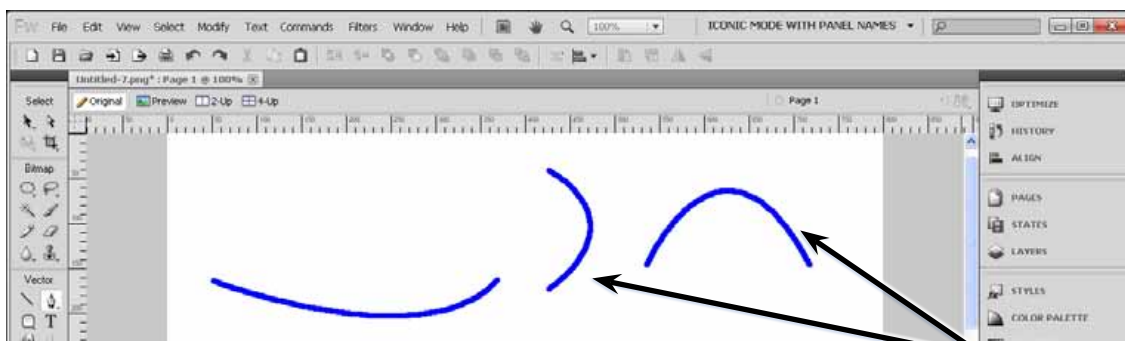 Fw File Edit View Select Modify Text Commands Filters Window Help 100% ICONIC MODE WITH PANEL NAMES
Untitled-7.png* : Page 1 @ 100%
Select Original Preview 2-Up 4-Up Page 1
OPTIMIZE
HISTORY
ALIGN
Bitmap
PAGES
STATES
LAYERS
Vector
STYLES
COLOR PALETTE
T